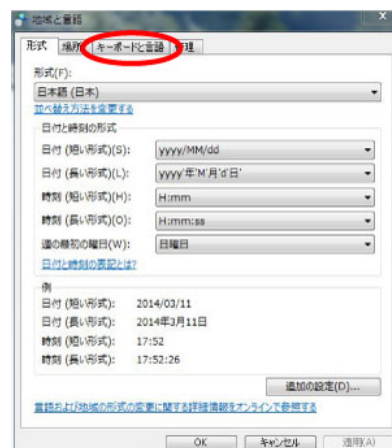 地域と言語
形式 場所 キーボードと言語 管理
形式(F):
日本語 (日本)
並べ替え方法を変更する
日付と時刻の形式
日付 (短い形式)(S): yyyy/MM/dd
日付 (長い形式)(L): yyyy'年'M'月'd'日'
時刻 (短い形式)(H): H:mm
時刻 (長い形式)(O): H:mm:ss
週の最初の曜日(W): 日曜日
日付と時刻の表記とは?
例
日付 (短い形式): 2014/03/11
日付 (長い形式): 2014年3月11日
時刻 (短い形式): 17:52
時刻 (長い形式): 17:52:26
追加の設定(D)...
言語および地域の形式の変更に関する詳細情報をオンラインで参照する
OK キャンセル 適用(A)